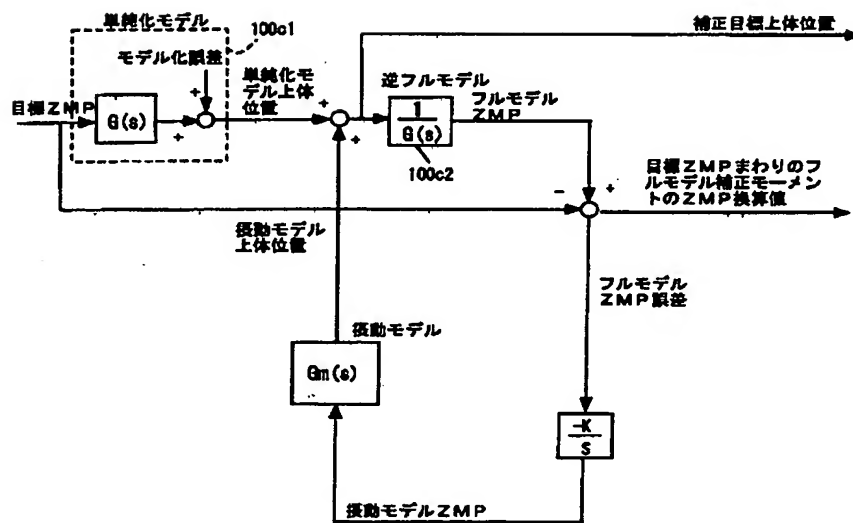 単純化モデル
100c1
モデル化誤差
目標ZMP
G(s)
+
+
単純化モ
デル上体
位置
+
+
補正目標上体位置
逆フルモデル
フルモデル
ZMP
1
G(s)
100c2
-
+
目標ZMPまわりのフ
ルモデル補正モーメン
トのZMP換算値
摂動モデル
上体位置
フルモデル
ZMP誤差
摂動モデル
Gm(s)
-K
S
摂動モデルZMP